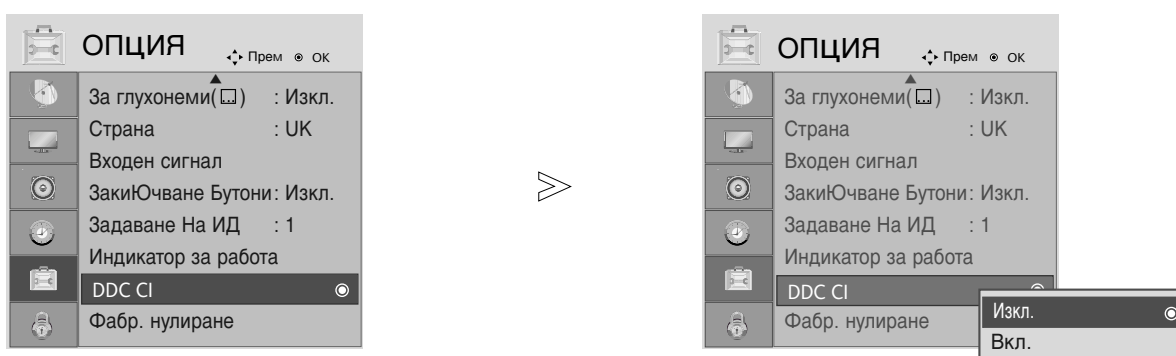 ОПЦИЯ Прем ОК
За глухонеми( ) : Изкл.
Страна : UK
Входен сигнал
ЗакиЮчване Бутони : Изкл.
Задаване На ИД : 1
Индикатор за работа
DDC CI
Фабр. нулиране
ОПЦИЯ Прем ОК
За глухонеми( ) : Изкл.
Страна : UK
Входен сигнал
ЗакиЮчване Бутони : Изкл.
Задаване На ИД : 1
Индикатор за работа
DDC CI
Фабр. нулиране
Изкл.
Вкл.